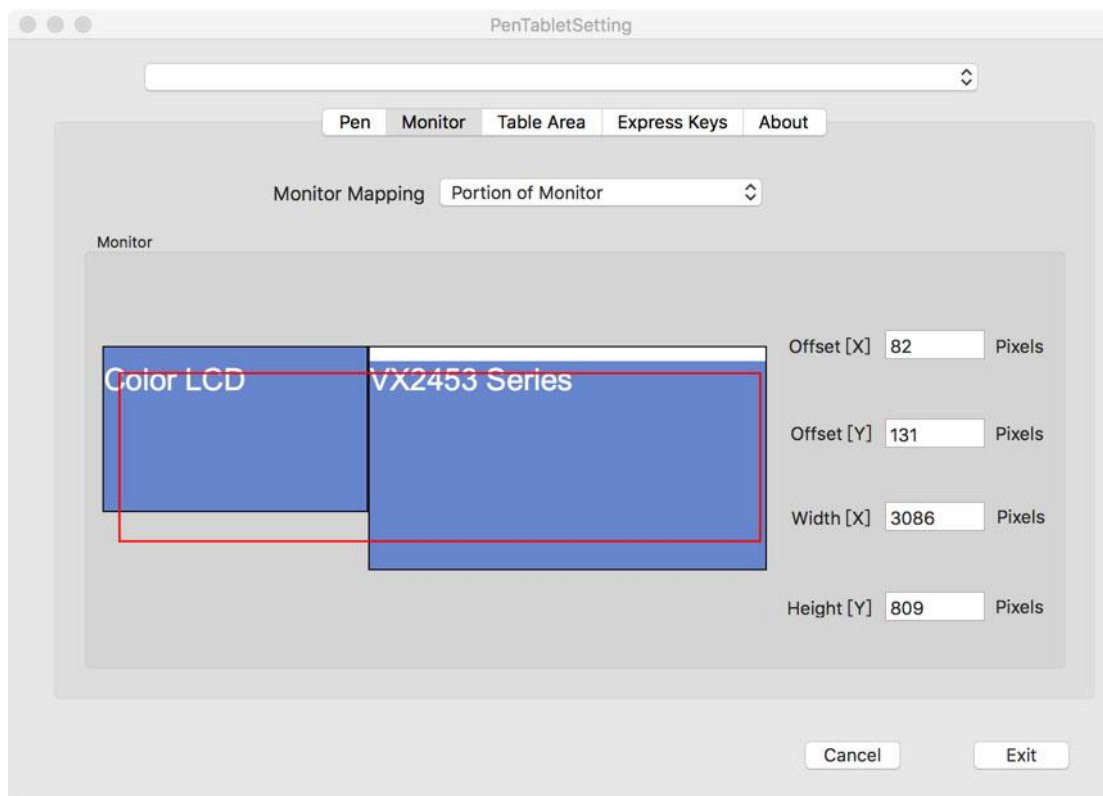 PenTabletSetting
Pen Monitor Table Area Express Keys About
Monitor Mapping Portion of Monitor
Monitor
Color LCD VX2453 Series
Offset [X] 82 Pixels
Offset [Y] 131 Pixels
Width [X] 3086 Pixels
Height [Y] 809 Pixels
Cancel Exit